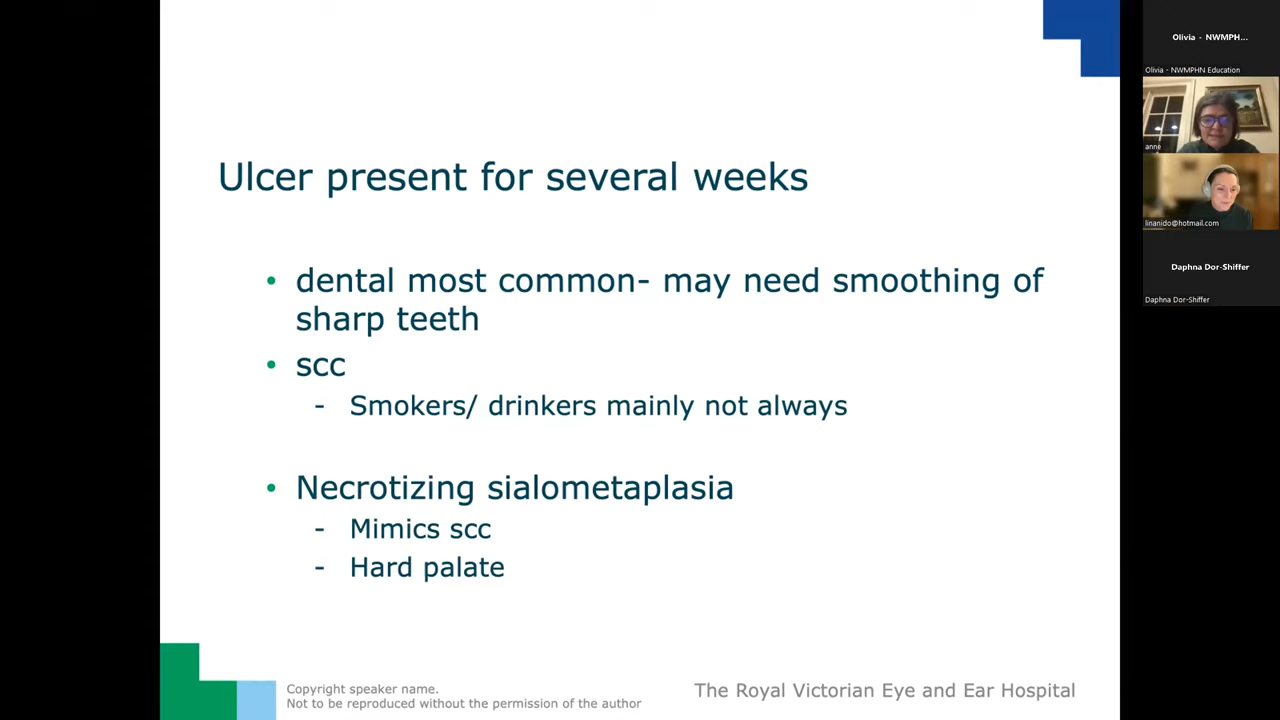 Ulcer present for several weeks
• dental most common- may need smoothing of
sharp teeth
• scc
- Smokers/ drinkers mainly not always
• Necrotizing sialometaplasia
- Mimics scc
- Hard palate
Copyright speaker name.
Not to be reproduced without the permission of the author
The Royal Victorian Eye and Ear Hospital
Olivia - NWMPH...
Olivia - NWMPHN Education
anne
linanido@hotmail.com
Daphna Dor-Shiffer
Daphna Dor-Shiffer